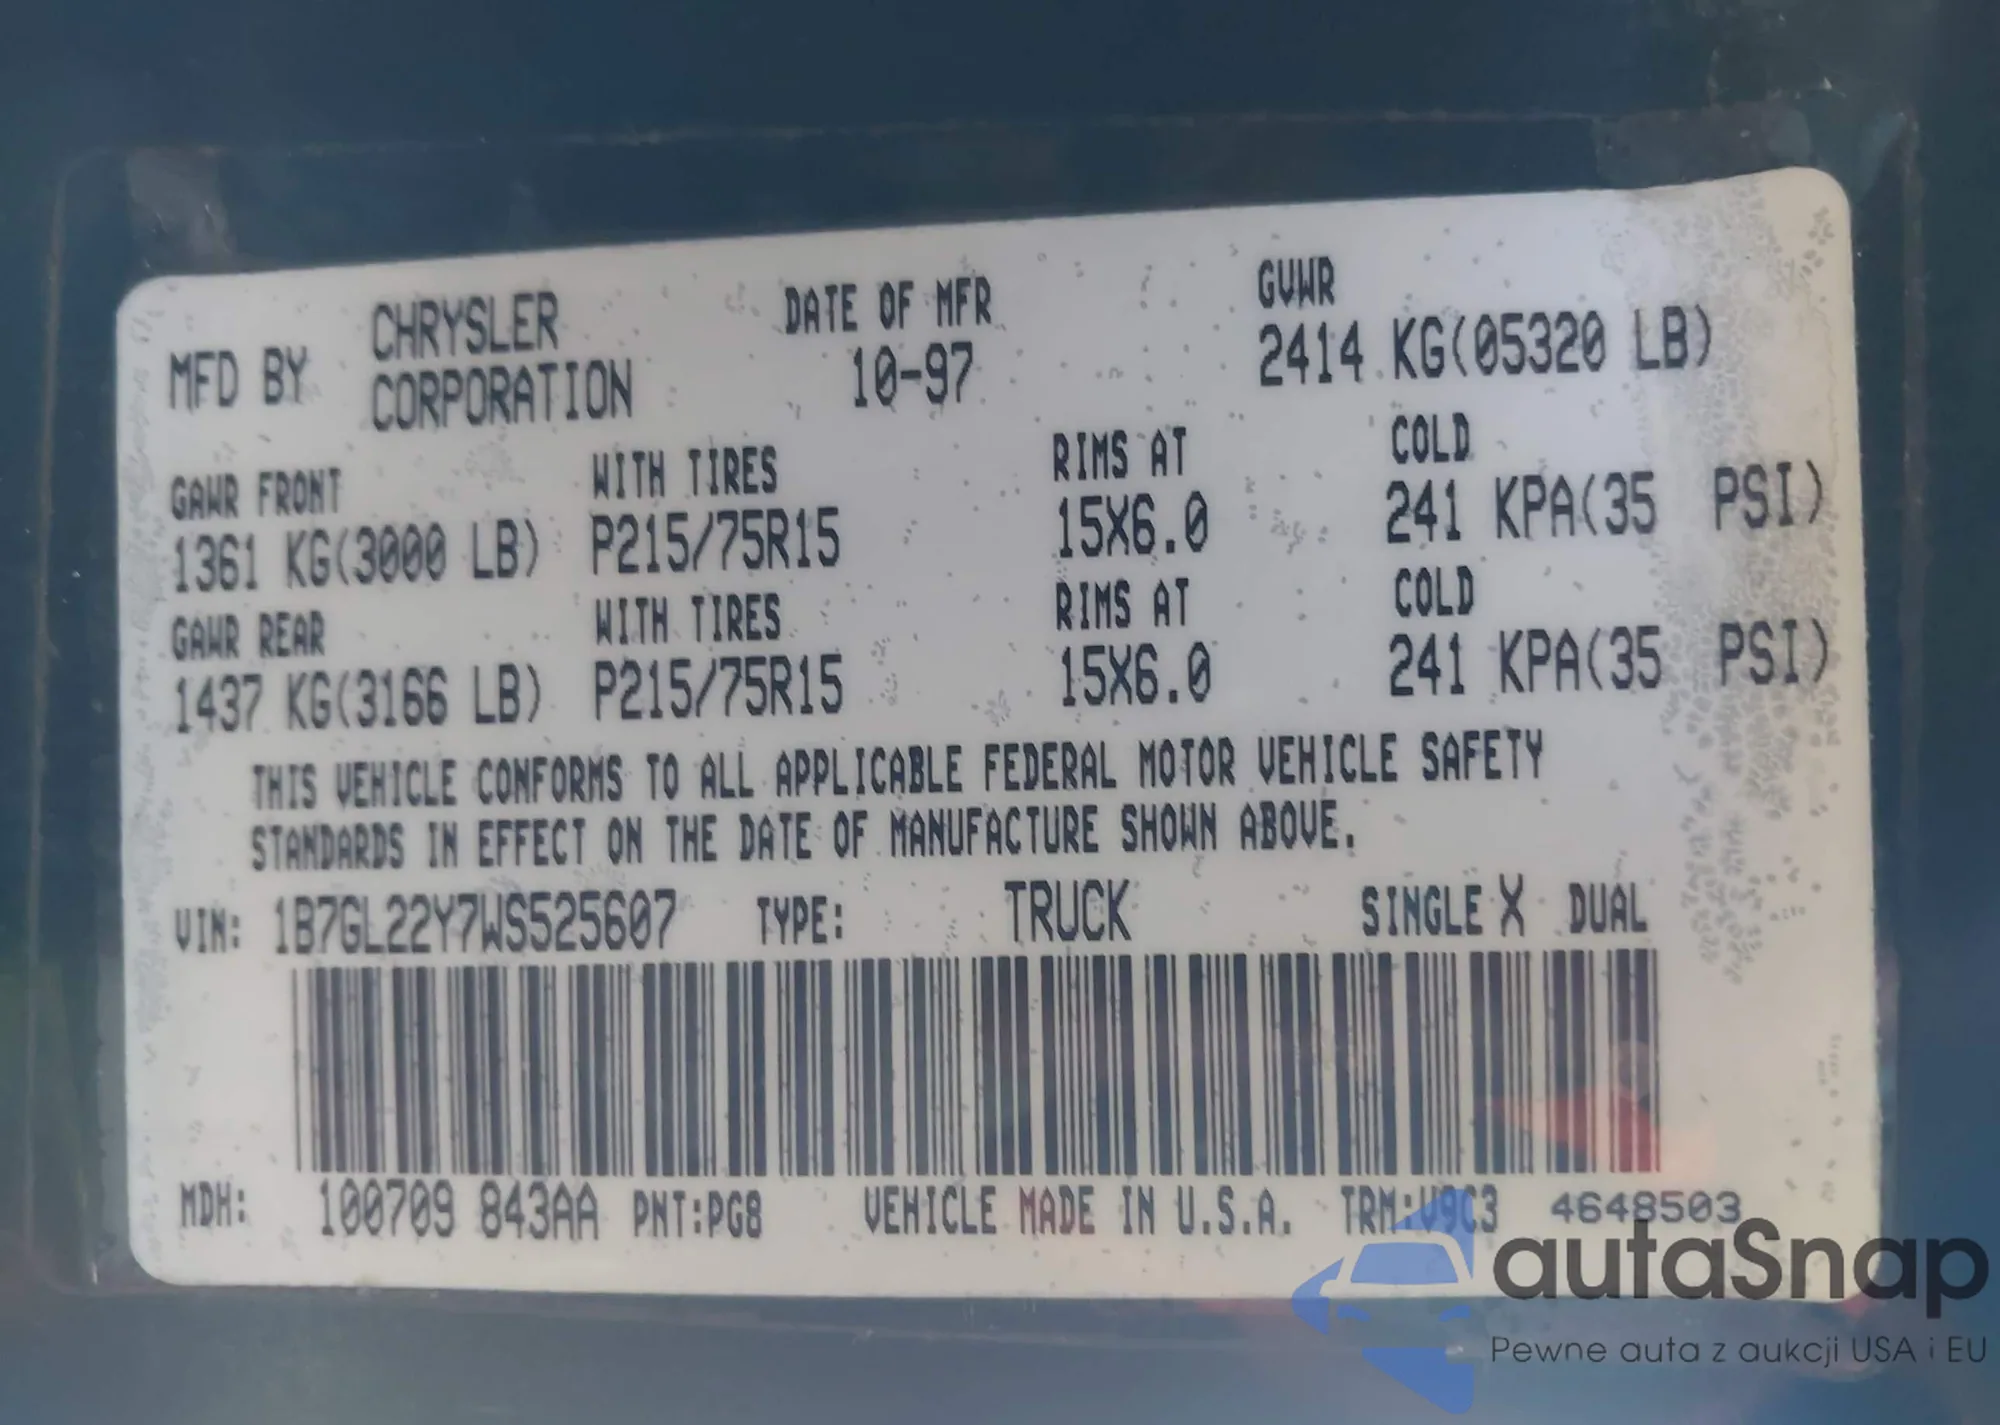 MFD BY CHRYSLER CORPORATION DATE OF MFR 10-97 GVWR 2414 KG(05320 LB)
GAWR FRONT WITH TIRES RIMS AT COLD
1361 KG(3000 LB) P215/75R15 15X6.0 241 KPA(35 PSI)
GAWR REAR WITH TIRES RIMS AT COLD
1437 KG(3166 LB) P215/75R15 15X6.0 241 KPA(35 PSI)
THIS VEHICLE CONFORMS TO ALL APPLICABLE FEDERAL MOTOR VEHICLE SAFETY
STANDARDS IN EFFECT ON THE DATE OF MANUFACTURE SHOWN ABOVE.
VIN: 1B7GL22Y7WS525607 TYPE: TRUCK SINGLE X DUAL
MDH: 100709 843AA PNT:PG8 VEHICLE MADE IN U.S.A. TRM:V9C3 4648503
autaSnap
Pewne auta z aukcji USA i EU